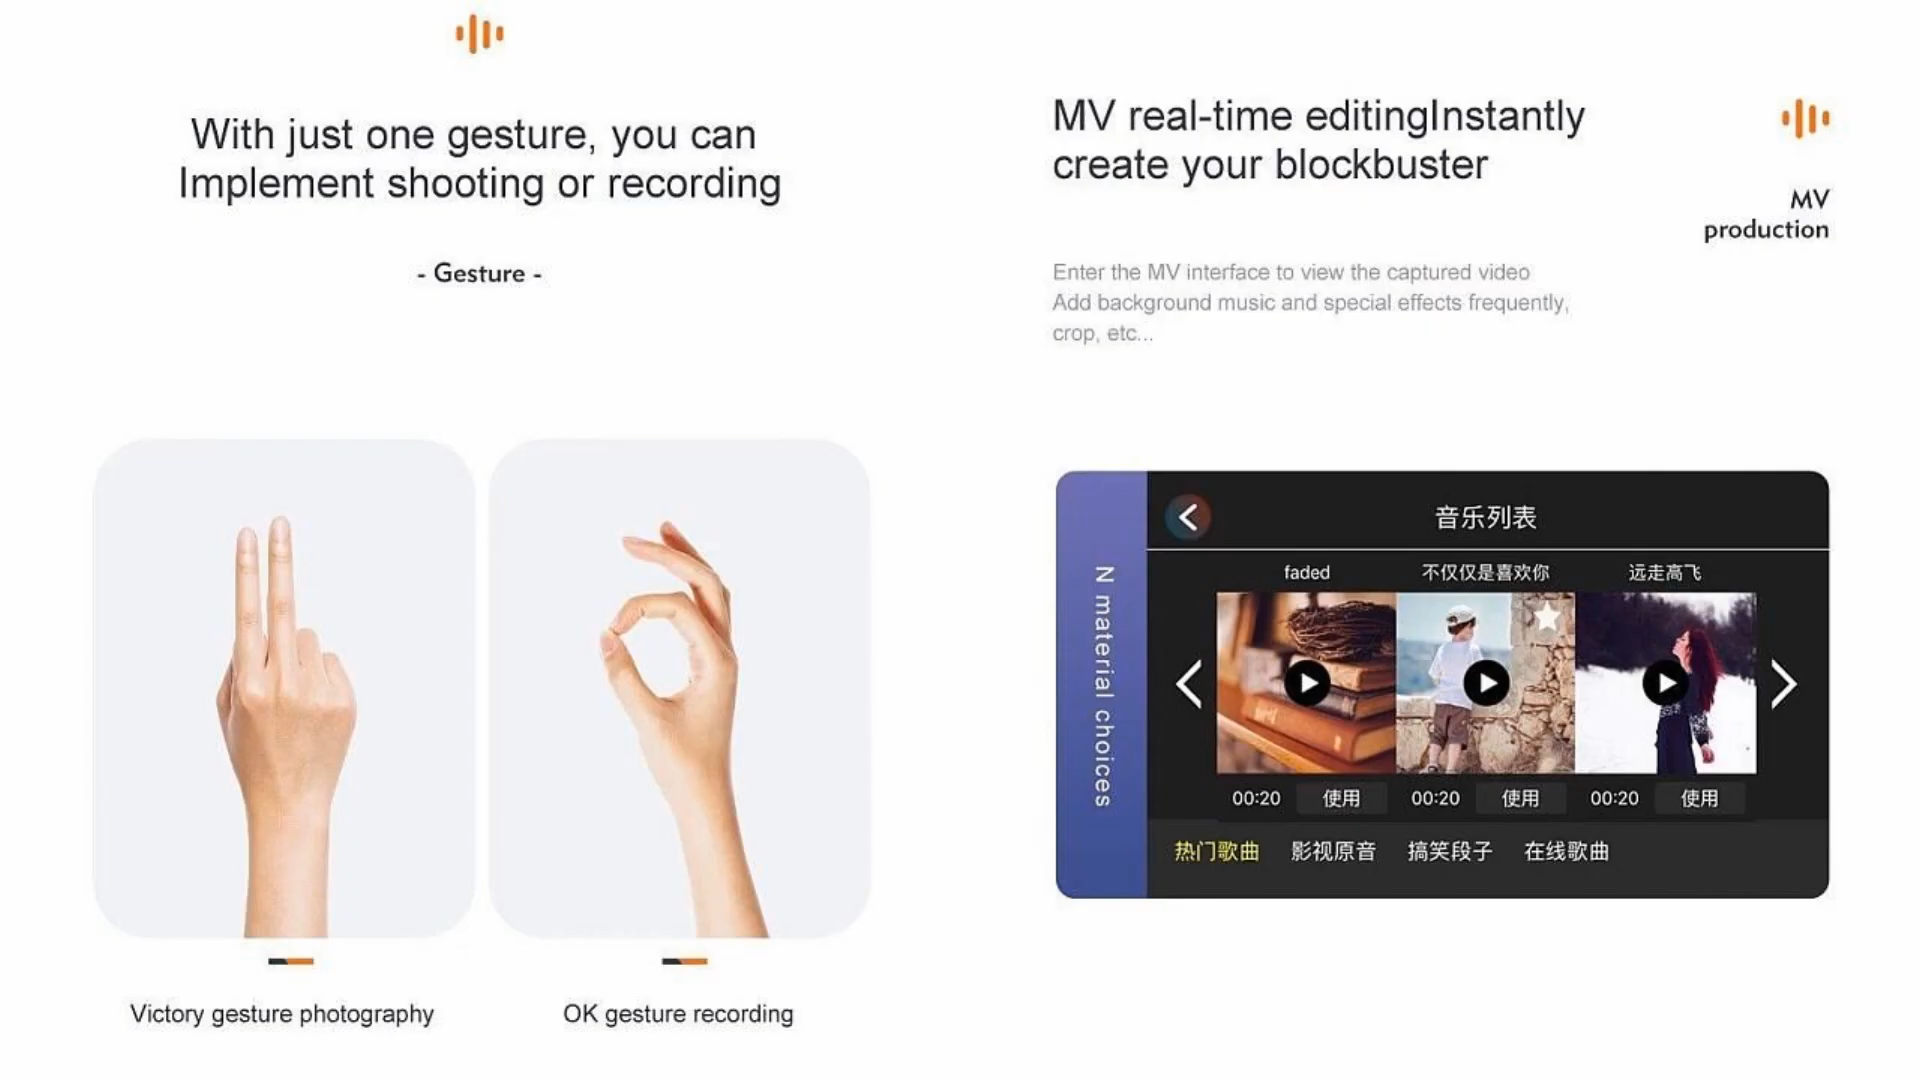 With just one gesture, you can
Implement shooting or recording
- Gesture -
Victory gesture photography
OK gesture recording
MV real-time editingInstantly
create your blockbuster
MV
production
Enter the MV interface to view the captured video
Add background music and special effects frequently,
crop, etc...
N material choices
音乐列表
faded
不仅仅是喜欢你
远走高飞
00:20 使用 00:20 使用 00:20 使用
热门歌曲 影视原音 搞笑段子 在线歌曲